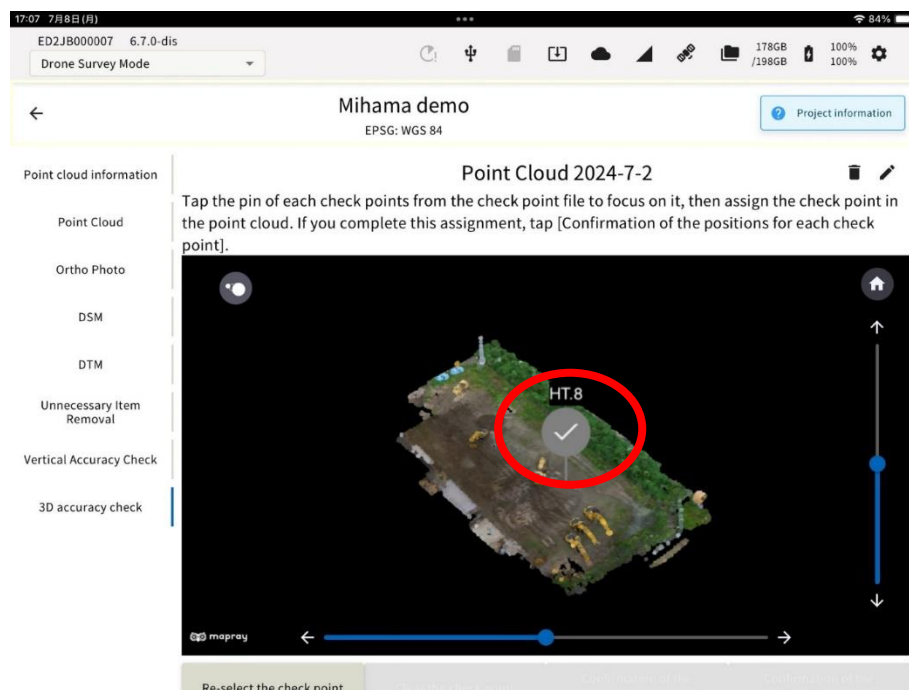 17:07 7月8日(月)
84%
ED2JB000007 6.7.0-dis
Drone Survey Mode
178GB
/198GB
100%
100%
Mihama demo
EPSG: WGS 84
Project information
Point cloud information
Point Cloud
Ortho Photo
DSM
DTM
Unnecessary Item
Removal
Vertical Accuracy Check
3D accuracy check
Point Cloud 2024-7-2
Tap the pin of each check points from the check point file to focus on it, then assign the check point in
the point cloud. If you complete this assignment, tap [Confirmation of the positions for each check
point].
HT.8
mapray
Re-select the check point